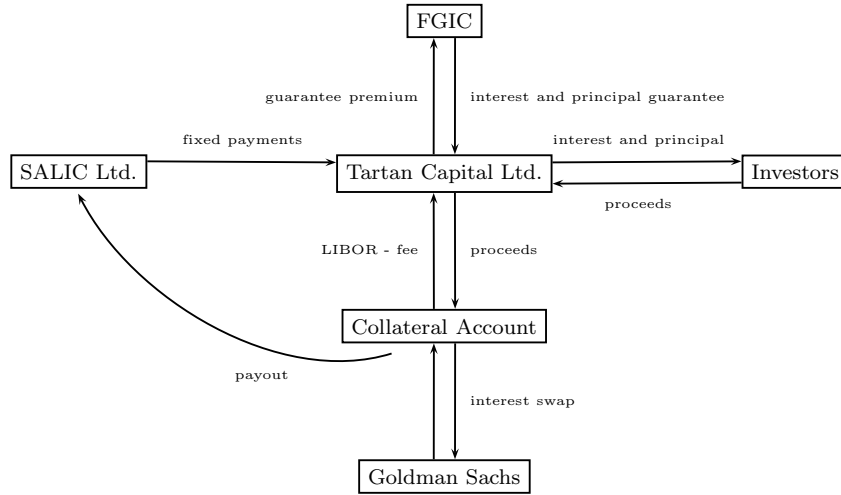 FGIC
guarantee premium
interest and principal guarantee
fixed payments
interest and principal
SALIC Ltd.
Tartan Capital Ltd.
Investors
proceeds
LIBOR - fee
proceeds
Collateral Account
payout
interest swap
Goldman Sachs